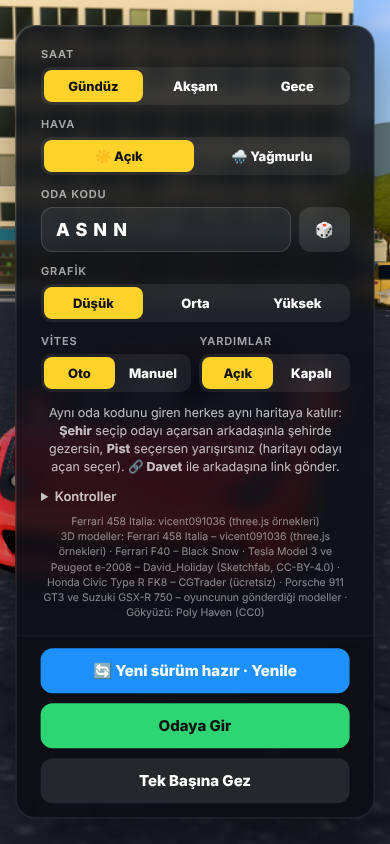 SAAT
Gündüz Akşam Gece
HAVA
☀️ Açık 🌧️ Yağmurlu
ODA KODU
ASNN 🎲
GRAFİK
Düşük Orta Yüksek
VİTES YARDIMLAR
Oto Manuel Açık Kapalı
Aynı oda kodunu giren herkes aynı haritaya katılır:
Şehir seçip odayı açarsan arkadaşınla şehirde
gezersin, Pist seçersen yarışırsınız (haritayı odayı
açan seçer). 🔗 Davet ile arkadaşına link gönder.
▶ Kontroller
Ferrari 458 Italia: vicent091036 (three.js örnekleri)
3D modeller: Ferrari 458 Italia – vicent091036 (three.js
örnekleri) · Ferrari F40 – Black Snow · Tesla Model 3 ve
Peugeot e-2008 – David_Holiday (Sketchfab, CC-BY-4.0) ·
Honda Civic Type R FK8 – CGTrader (ücretsiz) · Porsche 911
GT3 ve Suzuki GSX-R 750 – oyuncunun gönderdiği modeller ·
Gökyüzü: Poly Haven (CC0)
🔄 Yeni sürüm hazır · Yenile
Odaya Gir
Tek Başına Gez